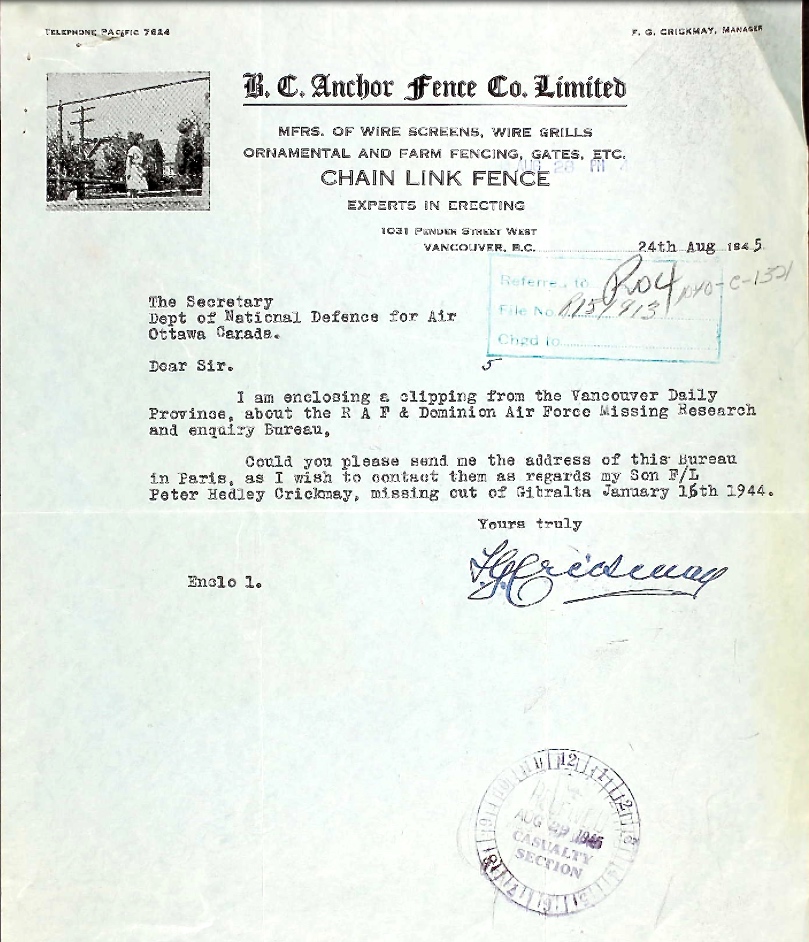 TELEPHONE PACIFIC 7624
F. G. CRICKMAY, MANAGER
B. C. Anchor Fence Co. Limited
MFRS. OF WIRE SCREENS, WIRE GRILLS
ORNAMENTAL AND FARM FENCING, GATES, ETC.
CHAIN LINK FENCE
EXPERTS IN ERECTING
1031 PENDER STREET WEST
VANCOUVER, B.C. 24th Aug 1945
Referred to R04
File No.
Chgd to
The Secretary
Dept of National Defence for Air
Ottawa Canada.
Dear Sir. 5
I am enclosing a clipping from the Vancouver Daily
Province, about the R A F & Dominion Air Force Missing Research
and enquiry Bureau,
Could you please send me the address of this Bureau
in Paris, as I wish to contact them as regards my Son F/L
Peter Hedley Crickmay, missing out of Gibralta January 16th 1944.
Yours truly
F.G. Crickmay
Enclo 1.
RECEIVED
AUG 29 1945
CASUALTY
SECTION